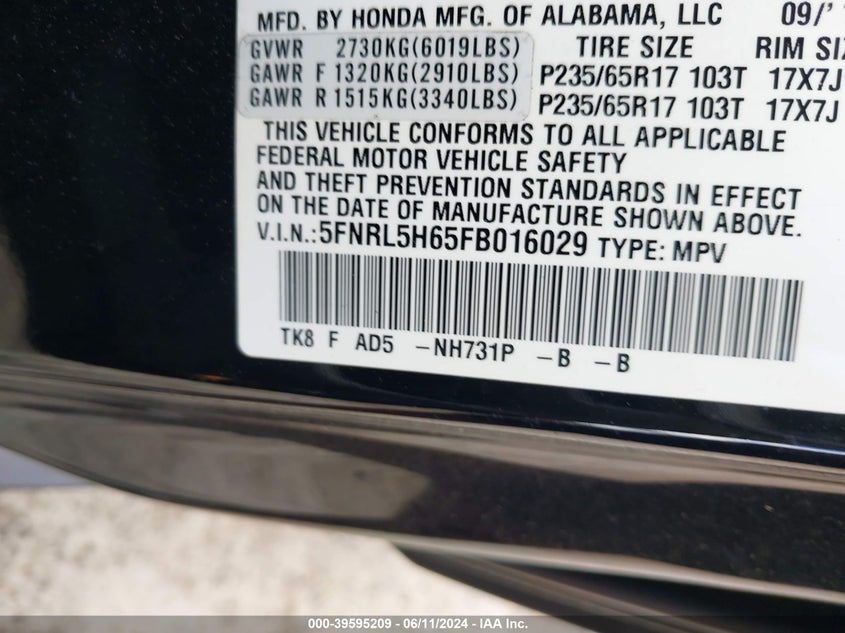 MFD. BY HONDA MFG. OF ALABAMA, LLC 09/'
GVWR 2730KG(6019LBS) TIRE SIZE RIM SIZ
GAWR F 1320KG(2910LBS) P235/65R17 103T 17X7J
GAWR R 1515KG(3340LBS) P235/65R17 103T 17X7J
THIS VEHICLE CONFORMS TO ALL APPLICABLE
FEDERAL MOTOR VEHICLE SAFETY
AND THEFT PREVENTION STANDARDS IN EFFECT
ON THE DATE OF MANUFACTURE SHOWN ABOVE.
V.I.N.:5FNRL5H65FB016029 TYPE: MPV
TK8 F AD5 -NH731P -B -B
000-39595209 - 06/11/2024 - IAA Inc.